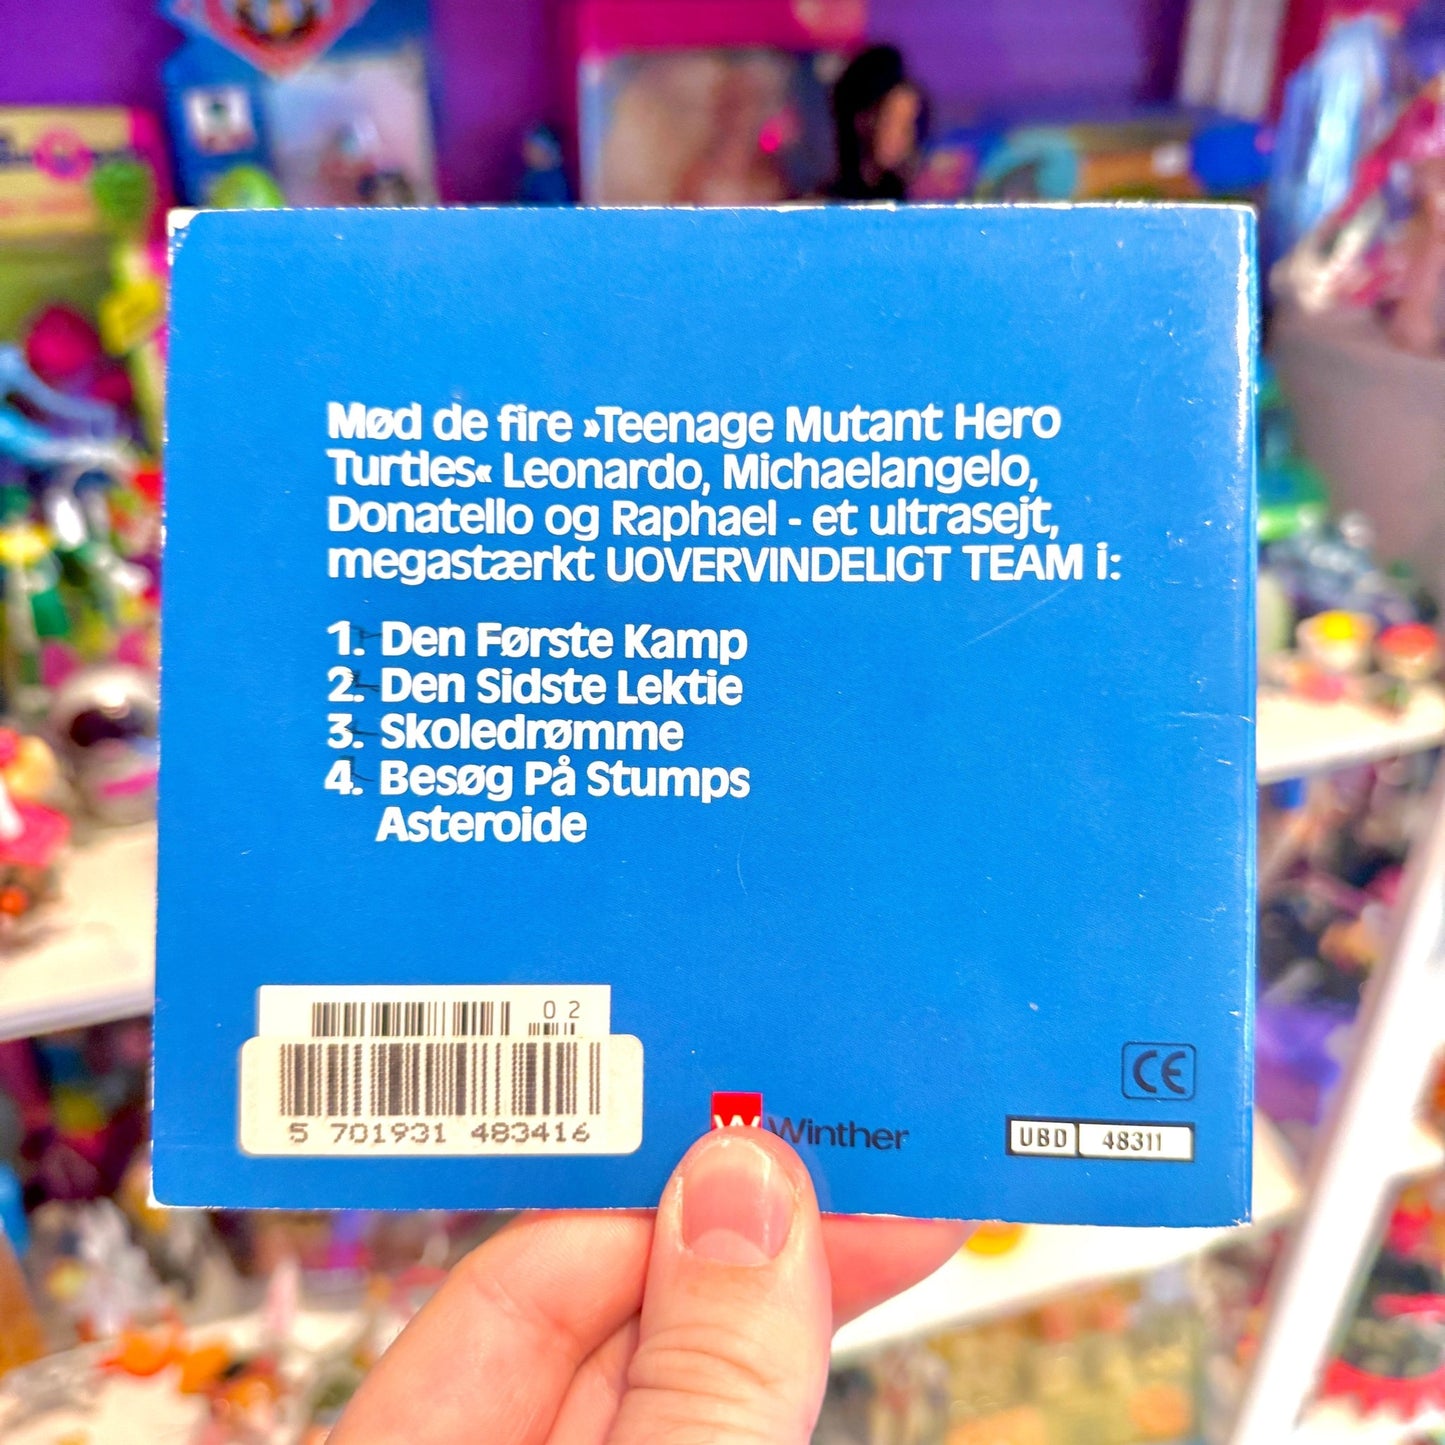 Mød de fire »Teenage Mutant Hero
Turtles« Leonardo, Michaelangelo,
Donatello og Raphael - et ultrasejt,
megastærkt UOVERVINDELIGT TEAM i:
1. Den Første Kamp
2. Den Sidste Lektie
3. Skoledrømme
4. Besøg På Stumps
Asteroide
02
5 701931 483416
W Winther
CE
UBD 48311